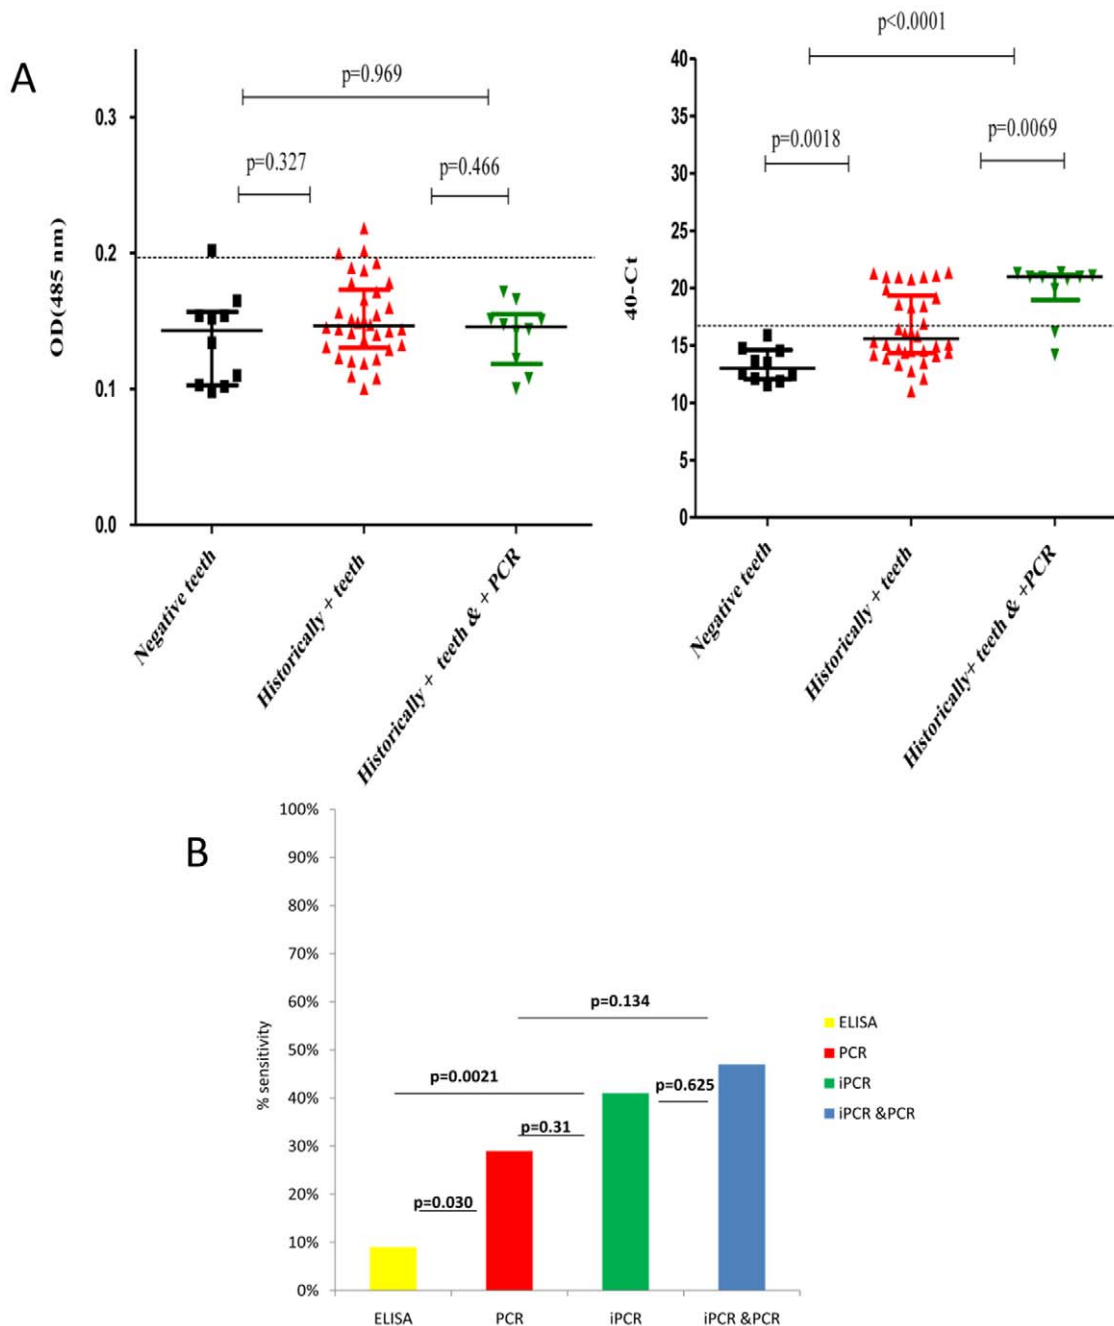 A
p=0.969
p=0.327
p=0.466
OD(485 nm)
0.3
0.2
0.1
0.0
Negative teeth
Historically + teeth
Historically + teeth & +PCR
p<0.0001
p=0.0018
p=0.0069
40-Ct
40
35
30
25
20
15
10
5
0
Negative teeth
Historically + teeth
Historically+ teeth & +PCR
B
% sensitivity
100%
90%
80%
70%
60%
50%
40%
30%
20%
10%
0%
p=0.134
p=0.0021
p=0.625
p=0.31
p=0.030
ELISA
PCR
iPCR
iPCR &PCR
ELISA
PCR
iPCR
iPCR &PCR